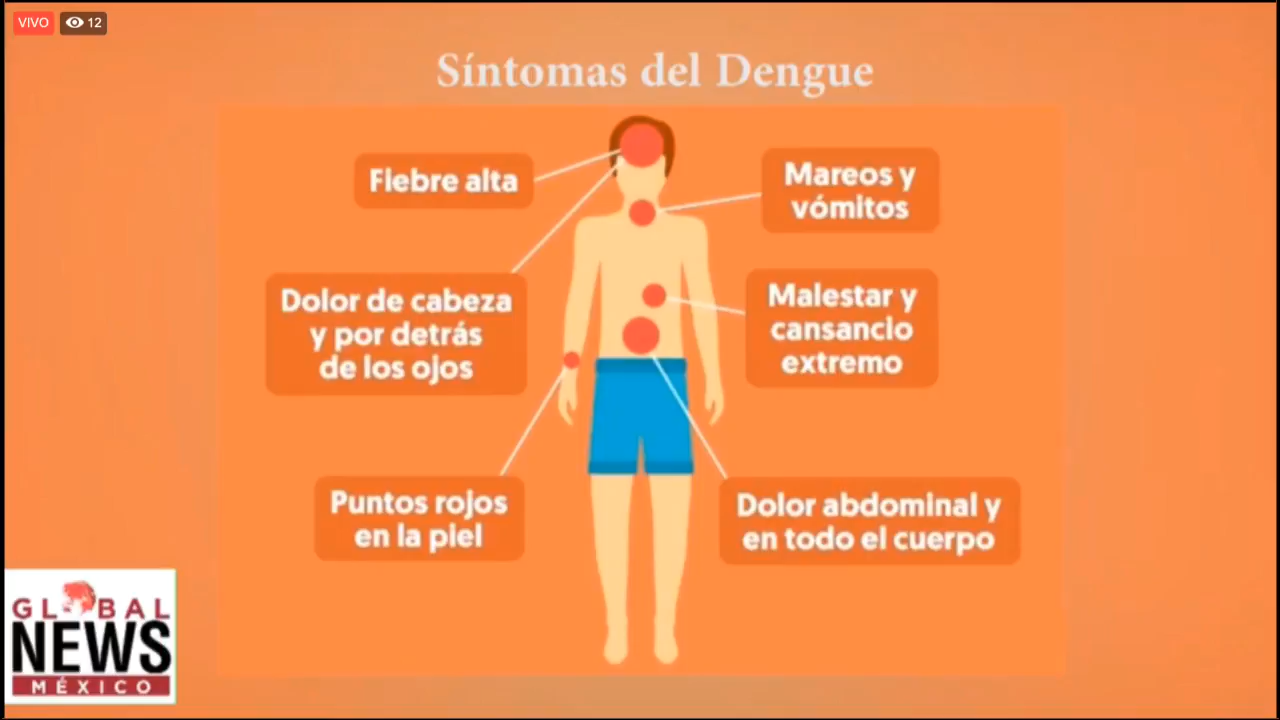 VIVO 12
Síntomas del Dengue
Fiebre alta
Mareos y
vómitos
Dolor de cabeza
y por detrás
de los ojos
Malestar y
cansancio
extremo
Puntos rojos
en la piel
Dolor abdominal y
en todo el cuerpo
GLOBAL
NEWS
MÉXICO